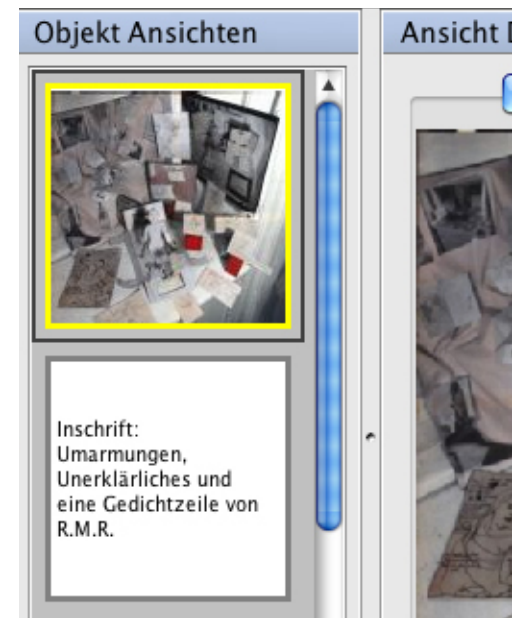 Objekt Ansichten
Ansicht
Inschrift:
Umarmungen,
Unerklärliches und
eine Gedichtzeile von
R.M.R.